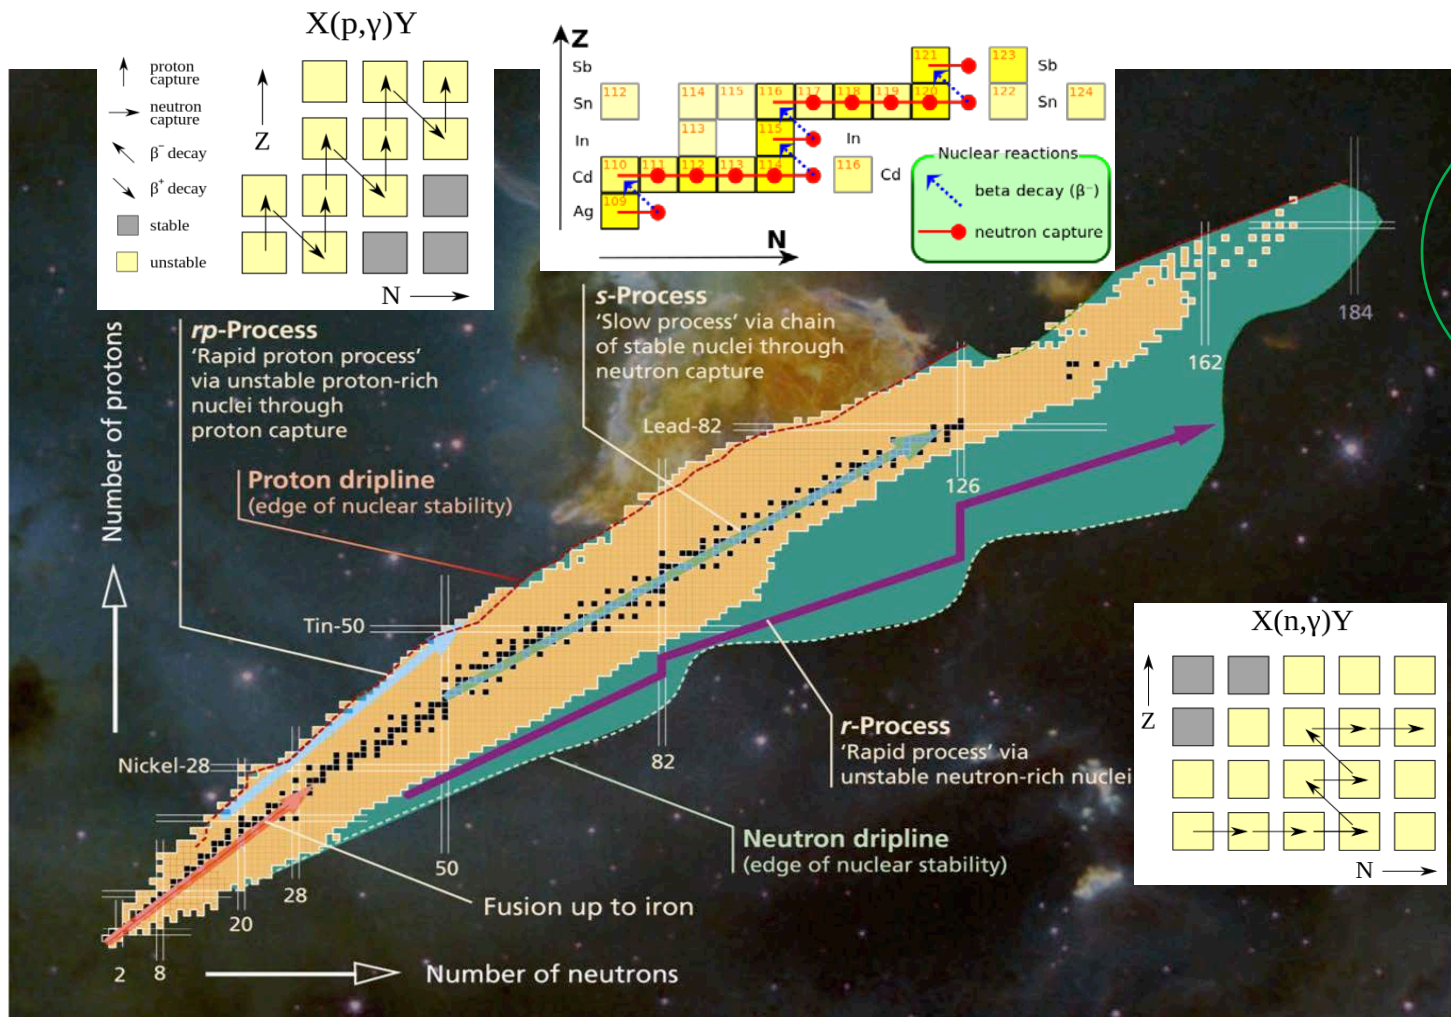 X(p,γ)Y
proton
capture
neutron
capture
β⁻ decay
β⁺ decay
stable
unstable
Z
N
Z
Sb
121
123
Sb
Sn
112
114
115
116
117
118
119
120
122
Sn
124
In
113
115
In
Cd
110
111
112
113
114
116
Cd
Ag
109
N
Nuclear reactions
beta decay (β⁻)
neutron capture
rp-Process
'Rapid proton process'
via unstable proton-rich
nuclei through
proton capture
s-Process
'Slow process' via chain
of stable nuclei through
neutron capture
Number of protons
Proton dripline
(edge of nuclear stability)
Lead-82
Tin-50
Nickel-28
184
162
126
82
50
28
20
8
2
r-Process
'Rapid process' via
unstable neutron-rich nuclei
Neutron dripline
(edge of nuclear stability)
Fusion up to iron
Number of neutrons
X(n,γ)Y
Z
N